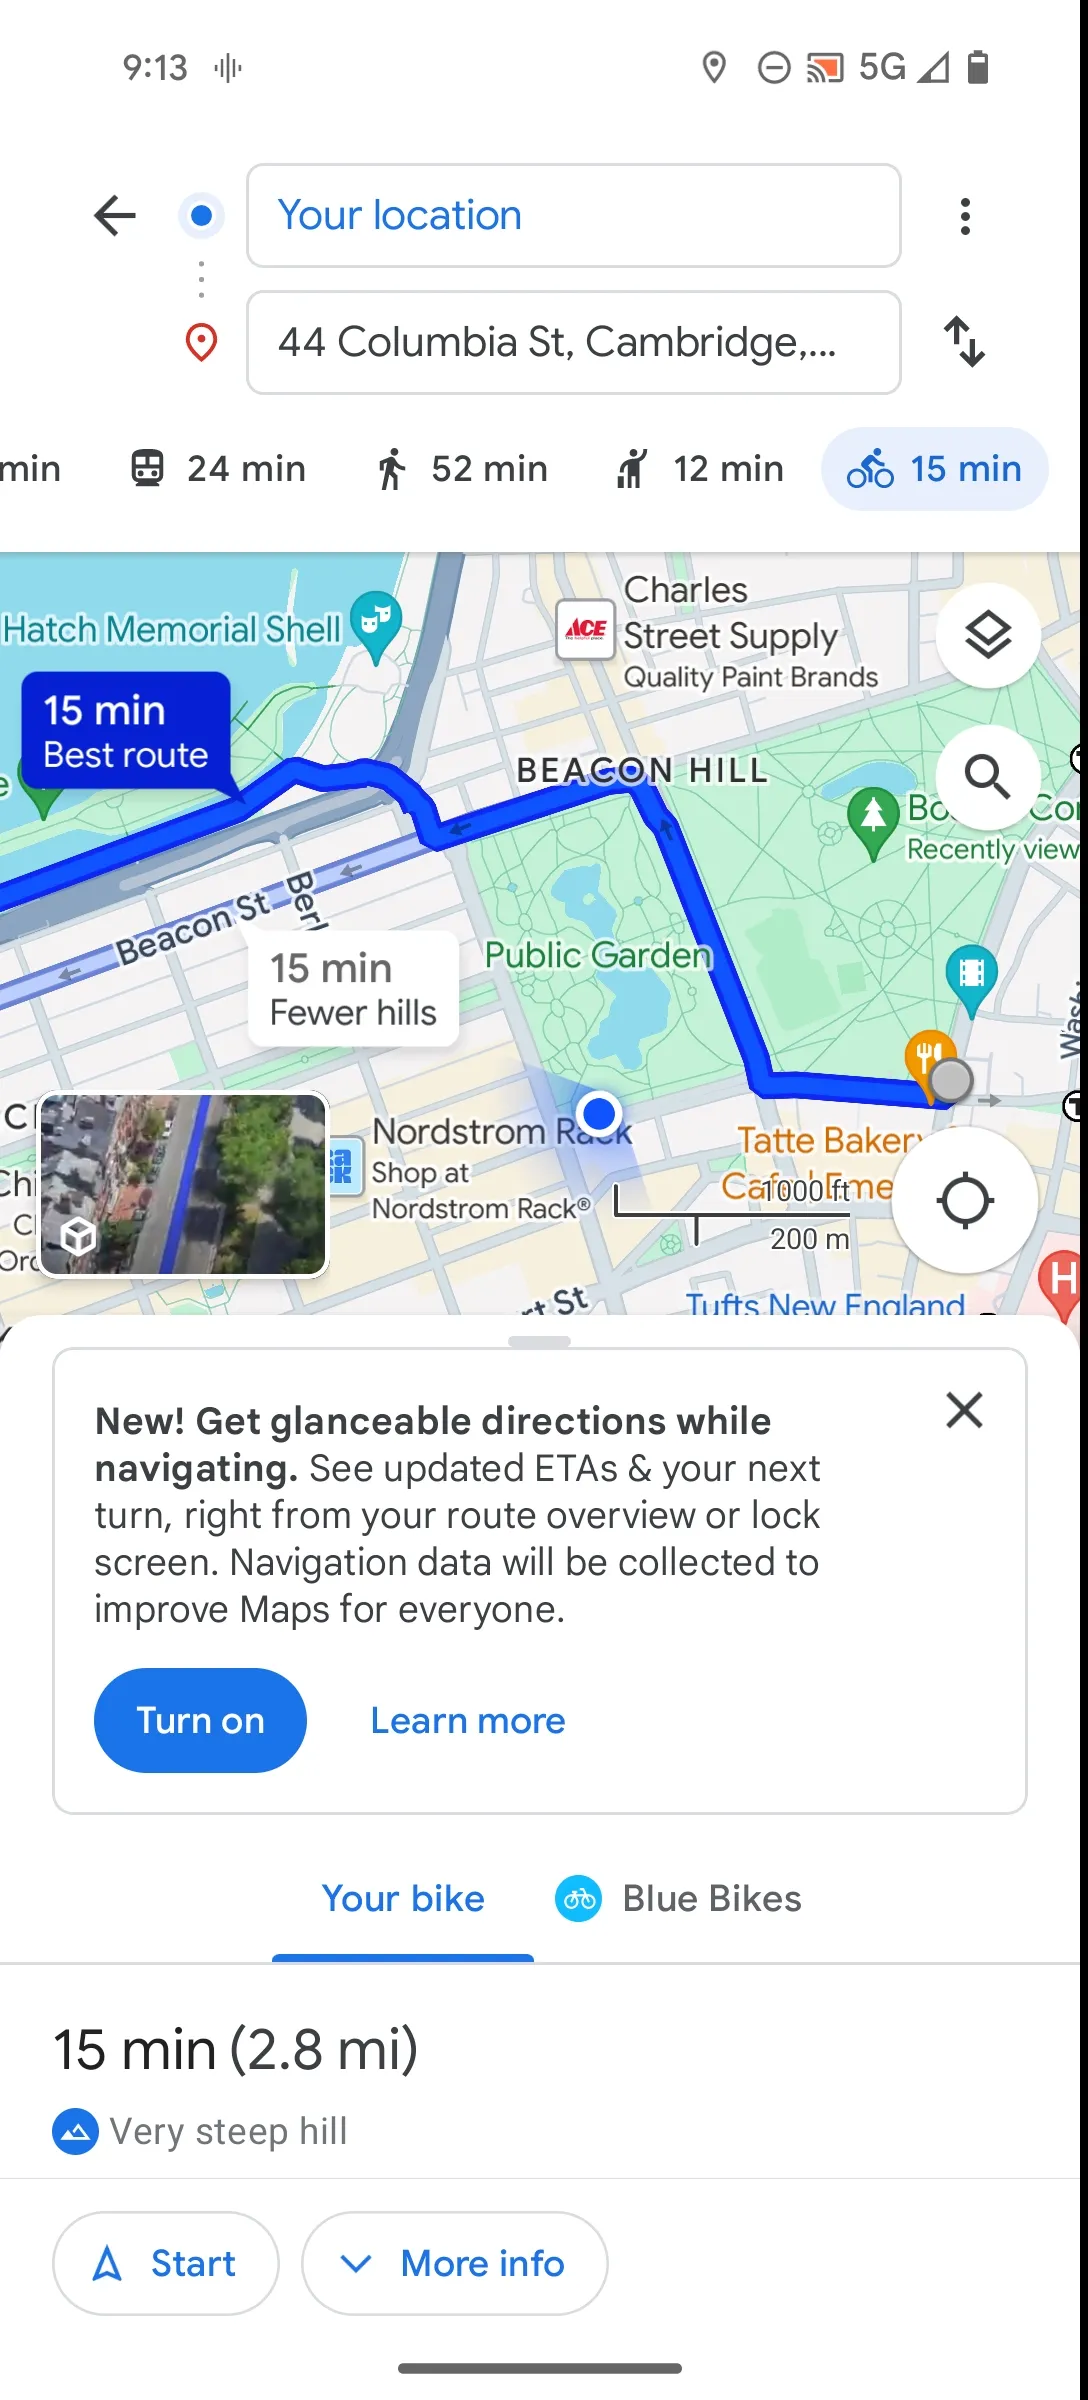 9:13
5G
Your location
44 Columbia St, Cambridge,...
min
24 min
52 min
12 min
15 min
Hatch Memorial Shell
ACE
Charles
Street Supply
Quality Paint Brands
15 min
Best route
BEACON HILL
Recently view
Beacon St
15 min
Fewer hills
Public Garden
Nordstrom Rack
Shop at
Nordstrom Rack®
Tatte Bakery
1000 ft
200 m
Tufts New England
H
New! Get glanceable directions while
navigating. See updated ETAs & your next
turn, right from your route overview or lock
screen. Navigation data will be collected to
improve Maps for everyone.
Turn on
Learn more
Your bike
Blue Bikes
15 min (2.8 mi)
Very steep hill
Start
More info